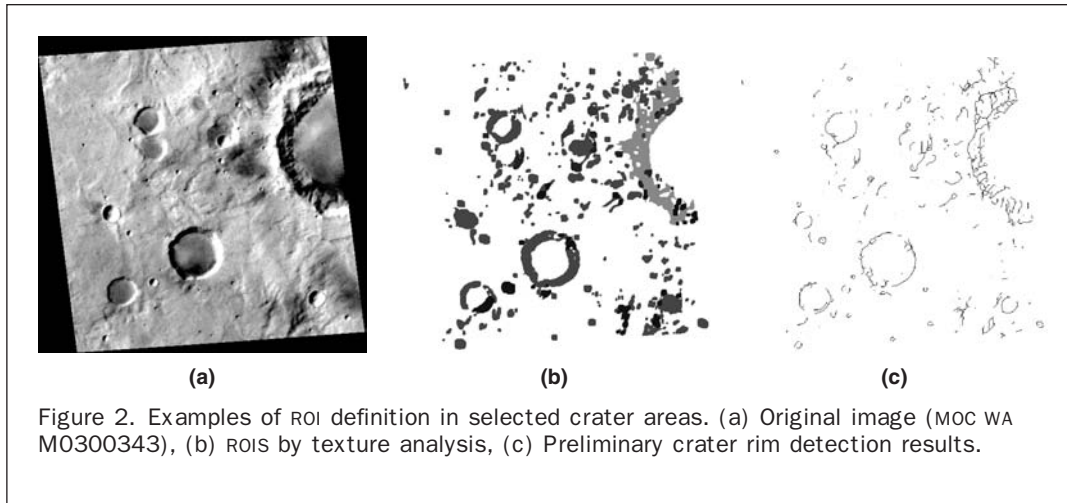 (a)
(b)
(c)
Figure 2. Examples of ROI definition in selected crater areas. (a) Original image (MOC WA
M0300343), (b) ROIS by texture analysis, (c) Preliminary crater rim detection results.